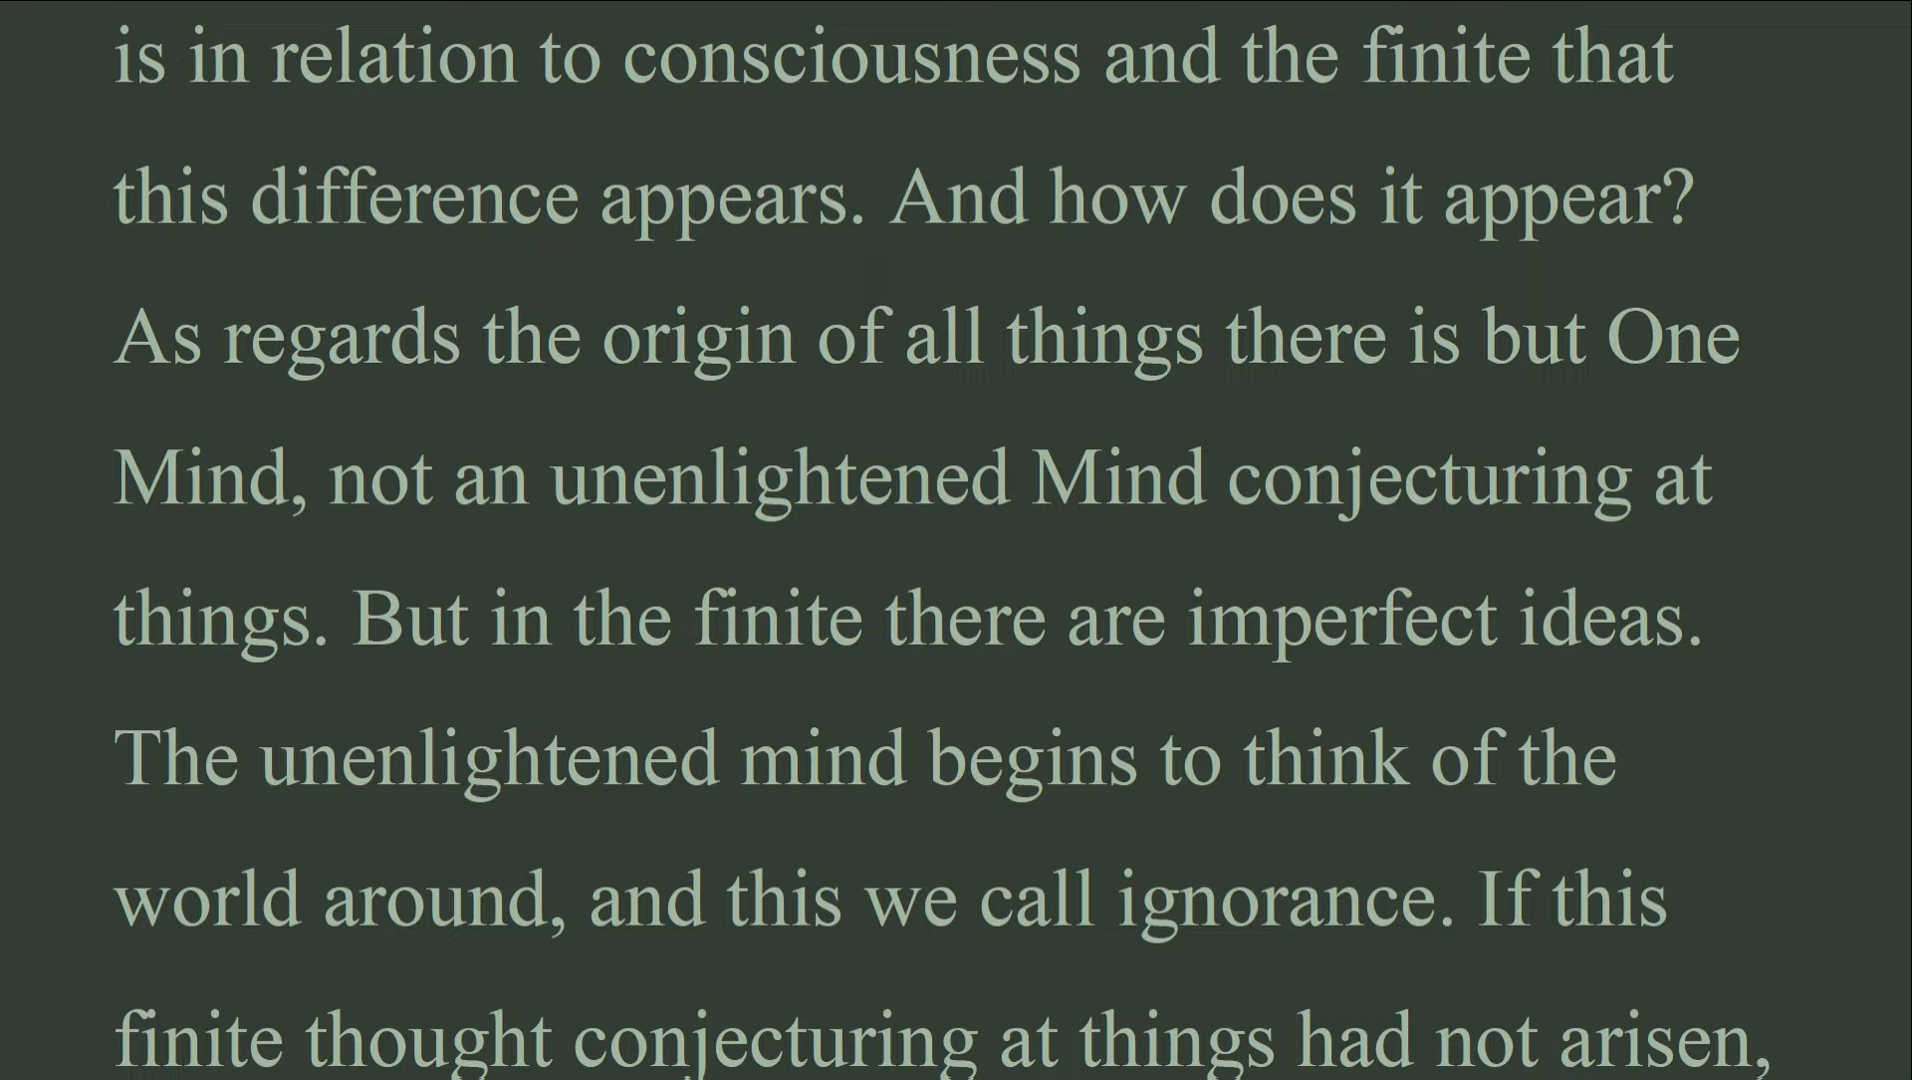 is in relation to consciousness and the finite that
this difference appears. And how does it appear?
As regards the origin of all things there is but One
Mind, not an unenlightened Mind conjecturing at
things. But in the finite there are imperfect ideas.
The unenlightened mind begins to think of the
world around, and this we call ignorance. If this
finite thought conjecturing at things had not arisen,